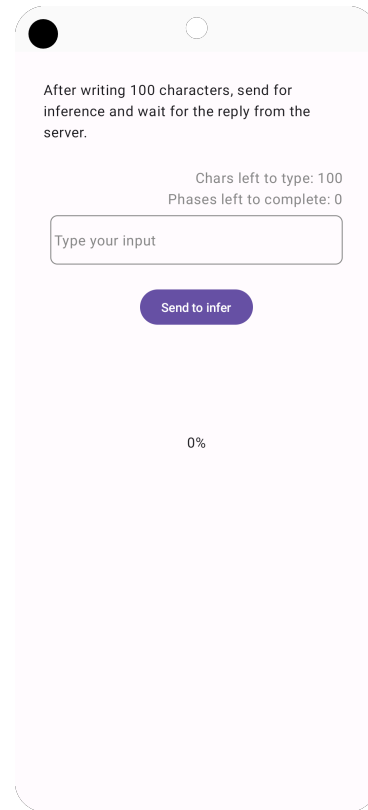 After writing 100 characters, send for
inference and wait for the reply from the
server.
Chars left to type: 100
Phases left to complete: 0
Type your input
Send to infer
0%